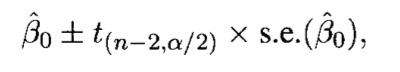 β̂₀ ± t₍ₙ₋₂,α/₂₎ × s.e.(β̂₀),